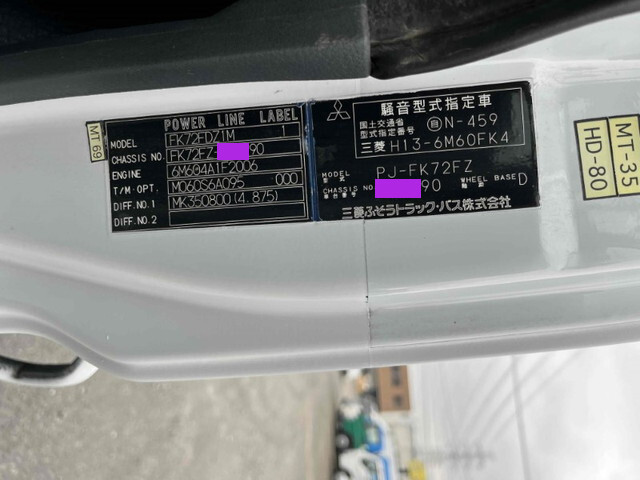 MT 69
POWER LINE LABEL
MODEL FK72FDZ1M 1
CHASSIS NO. FK72FZ 90
ENGINE 6M604A1F2006
T/M・OPT. M060S6A095 000
DIFF.NO.1 MK350800(4.875)
DIFF.NO.2
騒音型式指定車
国土交通省
型式指定番号 自N-459
三菱 H13-6M60FK4
MODEL PJ-FK72FZ
CHASSIS NO. 90 WHEEL BASE D
三菱ふそうトラック・バス株式会社
MT-35
HD-80